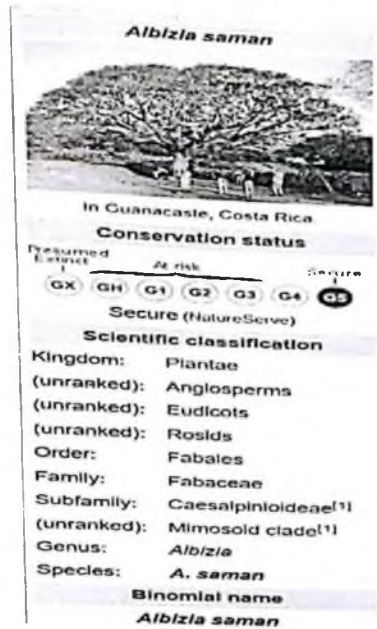 Albizia saman
In Guanacaste, Costa Rica
Conservation status
Presumed
Extinct
At risk
Secure
GX GH G1 G2 G3 G4 G5
Secure (NatureServe)
Scientific classification
Kingdom: Plantae
(unranked): Angiosperms
(unranked): Eudicots
(unranked): Rosids
Order: Fabales
Family: Fabaceae
Subfamily: Caesalpinioideae[1]
(unranked): Mimosoid clade[1]
Genus: Albizia
Species: A. saman
Binomial name
Albizia saman